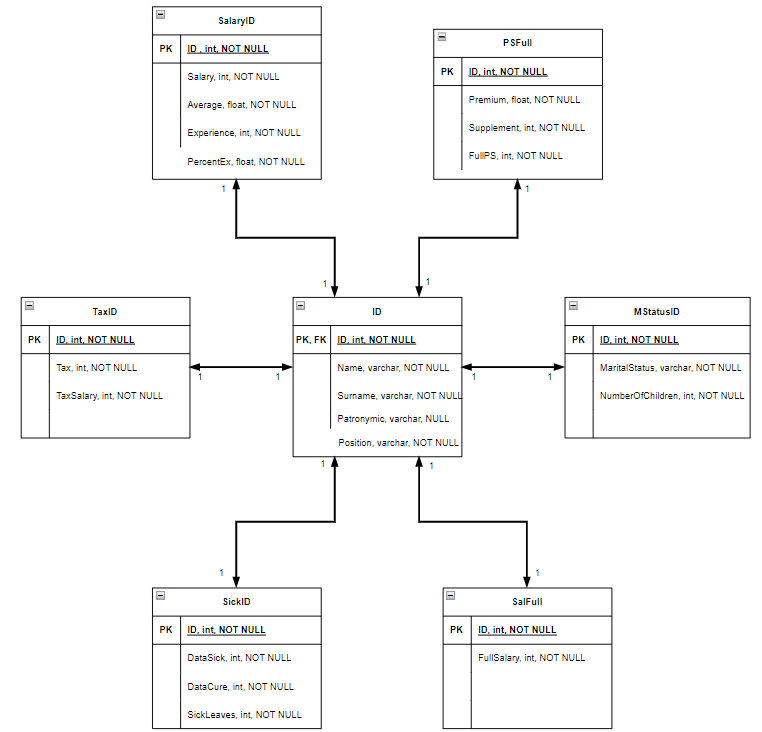 SalaryID
PK ID , int, NOT NULL
Salary, int, NOT NULL
Average, float, NOT NULL
Experience, int, NOT NULL
PercentEx, float, NOT NULL
1
PSFull
PK ID, int, NOT NULL
Premium, float, NOT NULL
Supplement, int, NOT NULL
FullPS, int, NOT NULL
1
1
1
TaxID
PK ID, int, NOT NULL
Tax, int, NOT NULL
TaxSalary, int, NOT NULL
1
1
ID
PK, FK ID, int, NOT NULL
Name, varchar, NOT NULL
Surname, varchar, NOT NULL
Patronymic, varchar, NULL
Position, varchar, NOT NULL
1
1
MStatusID
PK ID, int, NOT NULL
MaritalStatus, varchar, NOT NULL
NumberOfChildren, int, NOT NULL
1
1
1
1
SickID
PK ID, int, NOT NULL
DataSick, int, NOT NULL
DataCure, int, NOT NULL
SickLeaves, int, NOT NULL
SalFull
PK ID, int, NOT NULL
FullSalary, int, NOT NULL